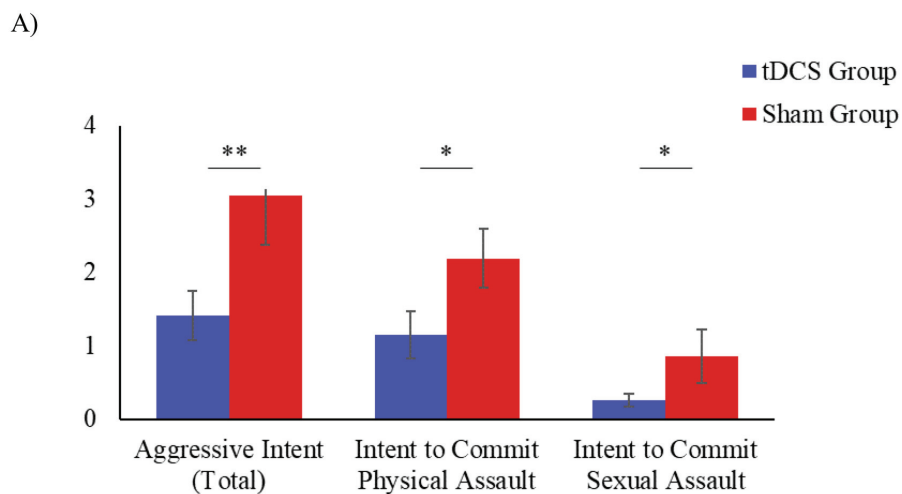 A)
tDCS Group
Sham Group
4
3
2
1
0
**
*
*
Aggressive Intent
(Total)
Intent to Commit
Physical Assault
Intent to Commit
Sexual Assault